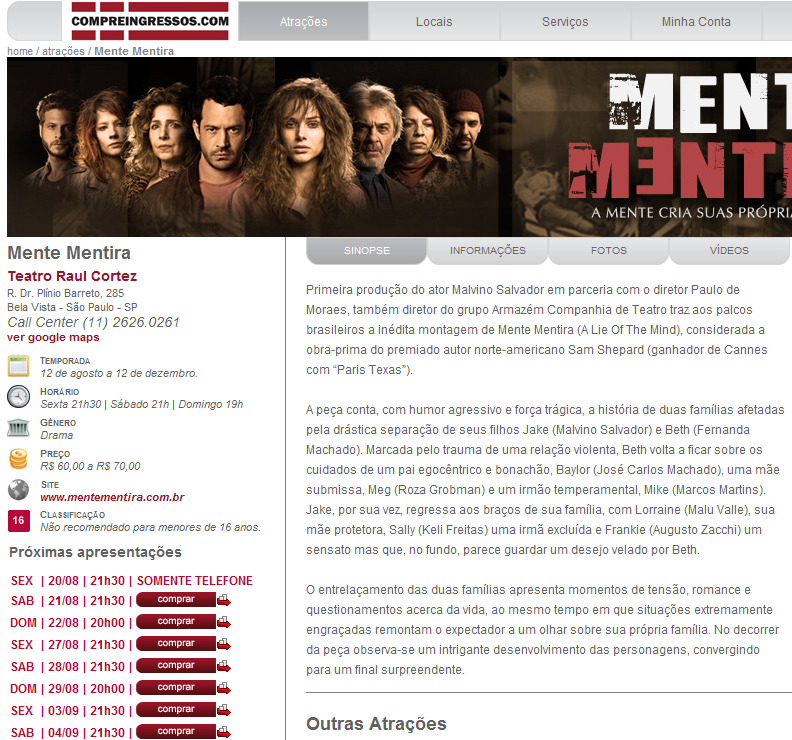 COMPREINGRESSOS.COM
Atrações
Locais
Serviços
Minha Conta
home / atrações / Mente Mentira
MENT
MENTI
A MENTE CRIA SUAS PRÓPRIA
Mente Mentira
Teatro Raul Cortez
R. Dr. Plínio Barreto, 285
Bela Vista - São Paulo - SP
Call Center (11) 2626.0261
ver google maps
TEMPORADA
12 de agosto a 12 de dezembro.
HORÁRIO
Sexta 21h30 | Sábado 21h | Domingo 19h
GÊNERO
Drama
PREÇO
R$ 60,00 a R$ 70,00
SITE
www.mentementira.com.br
16
CLASSIFICAÇÃO
Não recomendado para menores de 16 anos.
Próximas apresentações
SEX | 20/08 | 21h30 | SOMENTE TELEFONE
SAB | 21/08 | 21h30 | comprar
DOM | 22/08 | 20h00 | comprar
SEX | 27/08 | 21h30 | comprar
SAB | 28/08 | 21h30 | comprar
DOM | 29/08 | 20h00 | comprar
SEX | 03/09 | 21h30 | comprar
SAB | 04/09 | 21h30 | comprar
SINOPSE
INFORMAÇÕES
FOTOS
VÍDEOS
Primeira produção do ator Malvino Salvador em parceria com o diretor Paulo de
Moraes, também diretor do grupo Armazém Companhia de Teatro traz aos palcos
brasileiros a inédita montagem de Mente Mentira (A Lie Of The Mind), considerada a
obra-prima do premiado autor norte-americano Sam Shepard (ganhador de Cannes
com “Paris Texas”).
A peça conta, com humor agressivo e força trágica, a história de duas famílias afetadas
pela drástica separação de seus filhos Jake (Malvino Salvador) e Beth (Fernanda
Machado). Marcada pelo trauma de uma relação violenta, Beth volta a ficar sobre os
cuidados de um pai egocêntrico e bonachão, Baylor (José Carlos Machado), uma mãe
submissa, Meg (Roza Grobman) e um irmão temperamental, Mike (Marcos Martins).
Jake, por sua vez, regressa aos braços de sua família, com Lorraine (Malu Valle), sua
mãe protetora, Sally (Keli Freitas) uma irmã excluída e Frankie (Augusto Zacchi) um
sensato mas que, no fundo, parece guardar um desejo velado por Beth.
O entrelaçamento das duas famílias apresenta momentos de tensão, romance e
questionamentos acerca da vida, ao mesmo tempo em que situações extremamente
engraçadas remontam o expectador a um olhar sobre sua própria família. No decorrer
da peça observa-se um intrigante desenvolvimento das personagens, convergindo
para um final surpreendente.
Outras Atrações